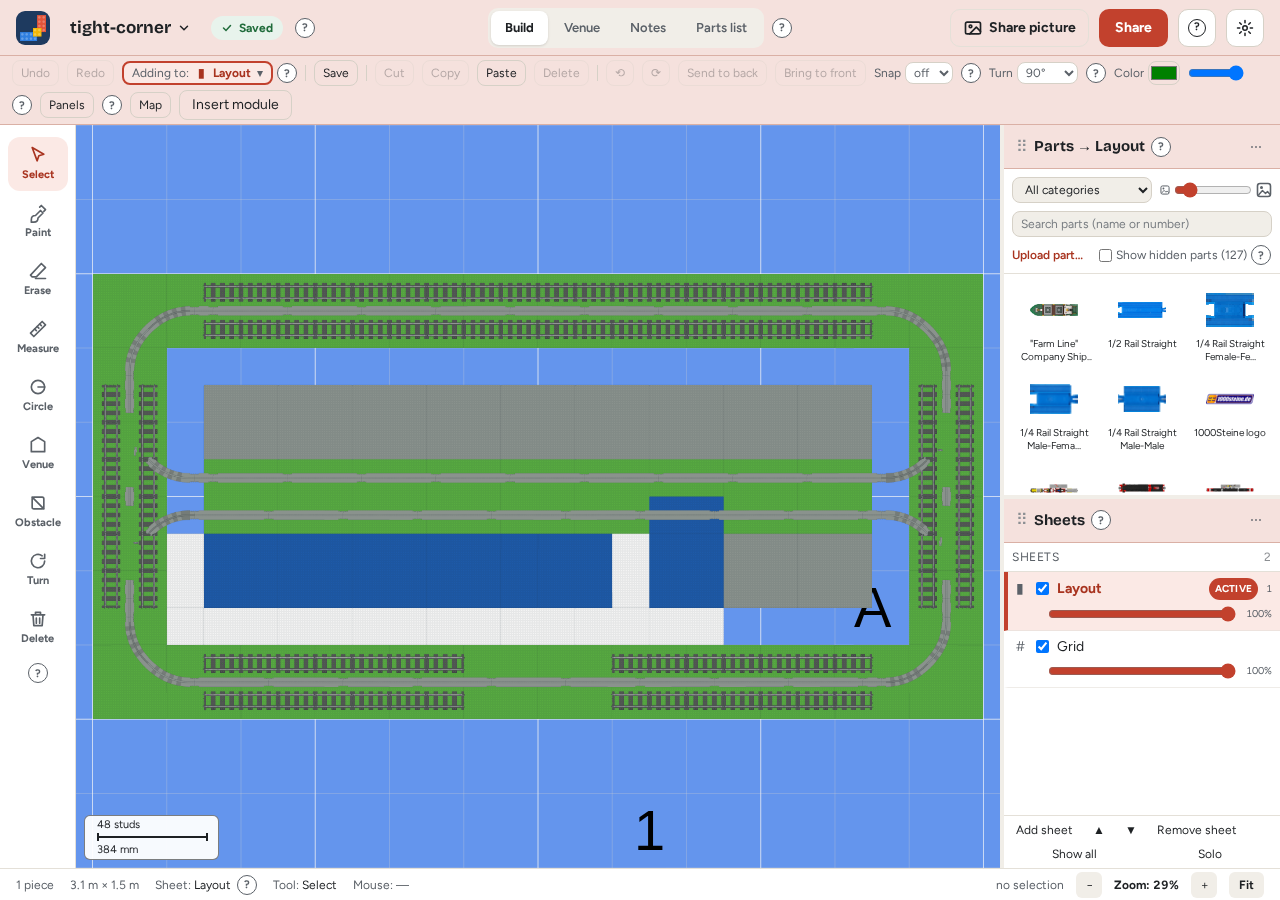 tight-corner
Saved
?
Build
Venue
Notes
Parts list
?
Share picture
Share
?
Undo
Redo
Adding to: Layout ▾
?
Save
Cut
Copy
Paste
Delete
⟲
⟳
Send to back
Bring to front
Snap
off
?
Turn
90°
?
Color
?
Panels
?
Map
Insert module
Select
Paint
Erase
Measure
Circle
Venue
Obstacle
Turn
Delete
?
A
1
48 studs
384 mm
Parts → Layout
?
...
All categories
Search parts (name or number)
Upload part...
Show hidden parts (127)
?
"Farm Line"
Company Ship...
1/2 Rail Straight
1/4 Rail Straight
Female-Fe...
1/4 Rail Straight
Male-Fema...
1/4 Rail Straight
Male-Male
1000Steine logo
1000steine.de
Sheets
?
...
SHEETS
2
Layout
ACTIVE
1
100%
#
Grid
100%
Add sheet
▲
▼
Remove sheet
Show all
Solo
1 piece
3.1 m × 1.5 m
Sheet: Layout
?
Tool: Select
Mouse: —
no selection
−
Zoom: 29%
+
Fit